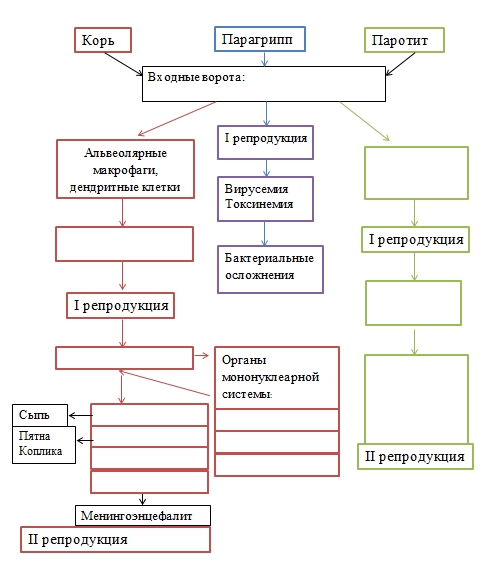 Корь
Парагрипп
Паротит
Входные ворота:
Альвеолярные
макрофаги,
дендритные клетки
I репродукция
Вирусемия
Токсинемия
I репродукция
Бактериальные
осложнения
I репродукция
Органы
мононуклеарной
системы:
Сыпь
Пятна
Коплика
II репродукция
Менингоэнцефалит
II репродукция